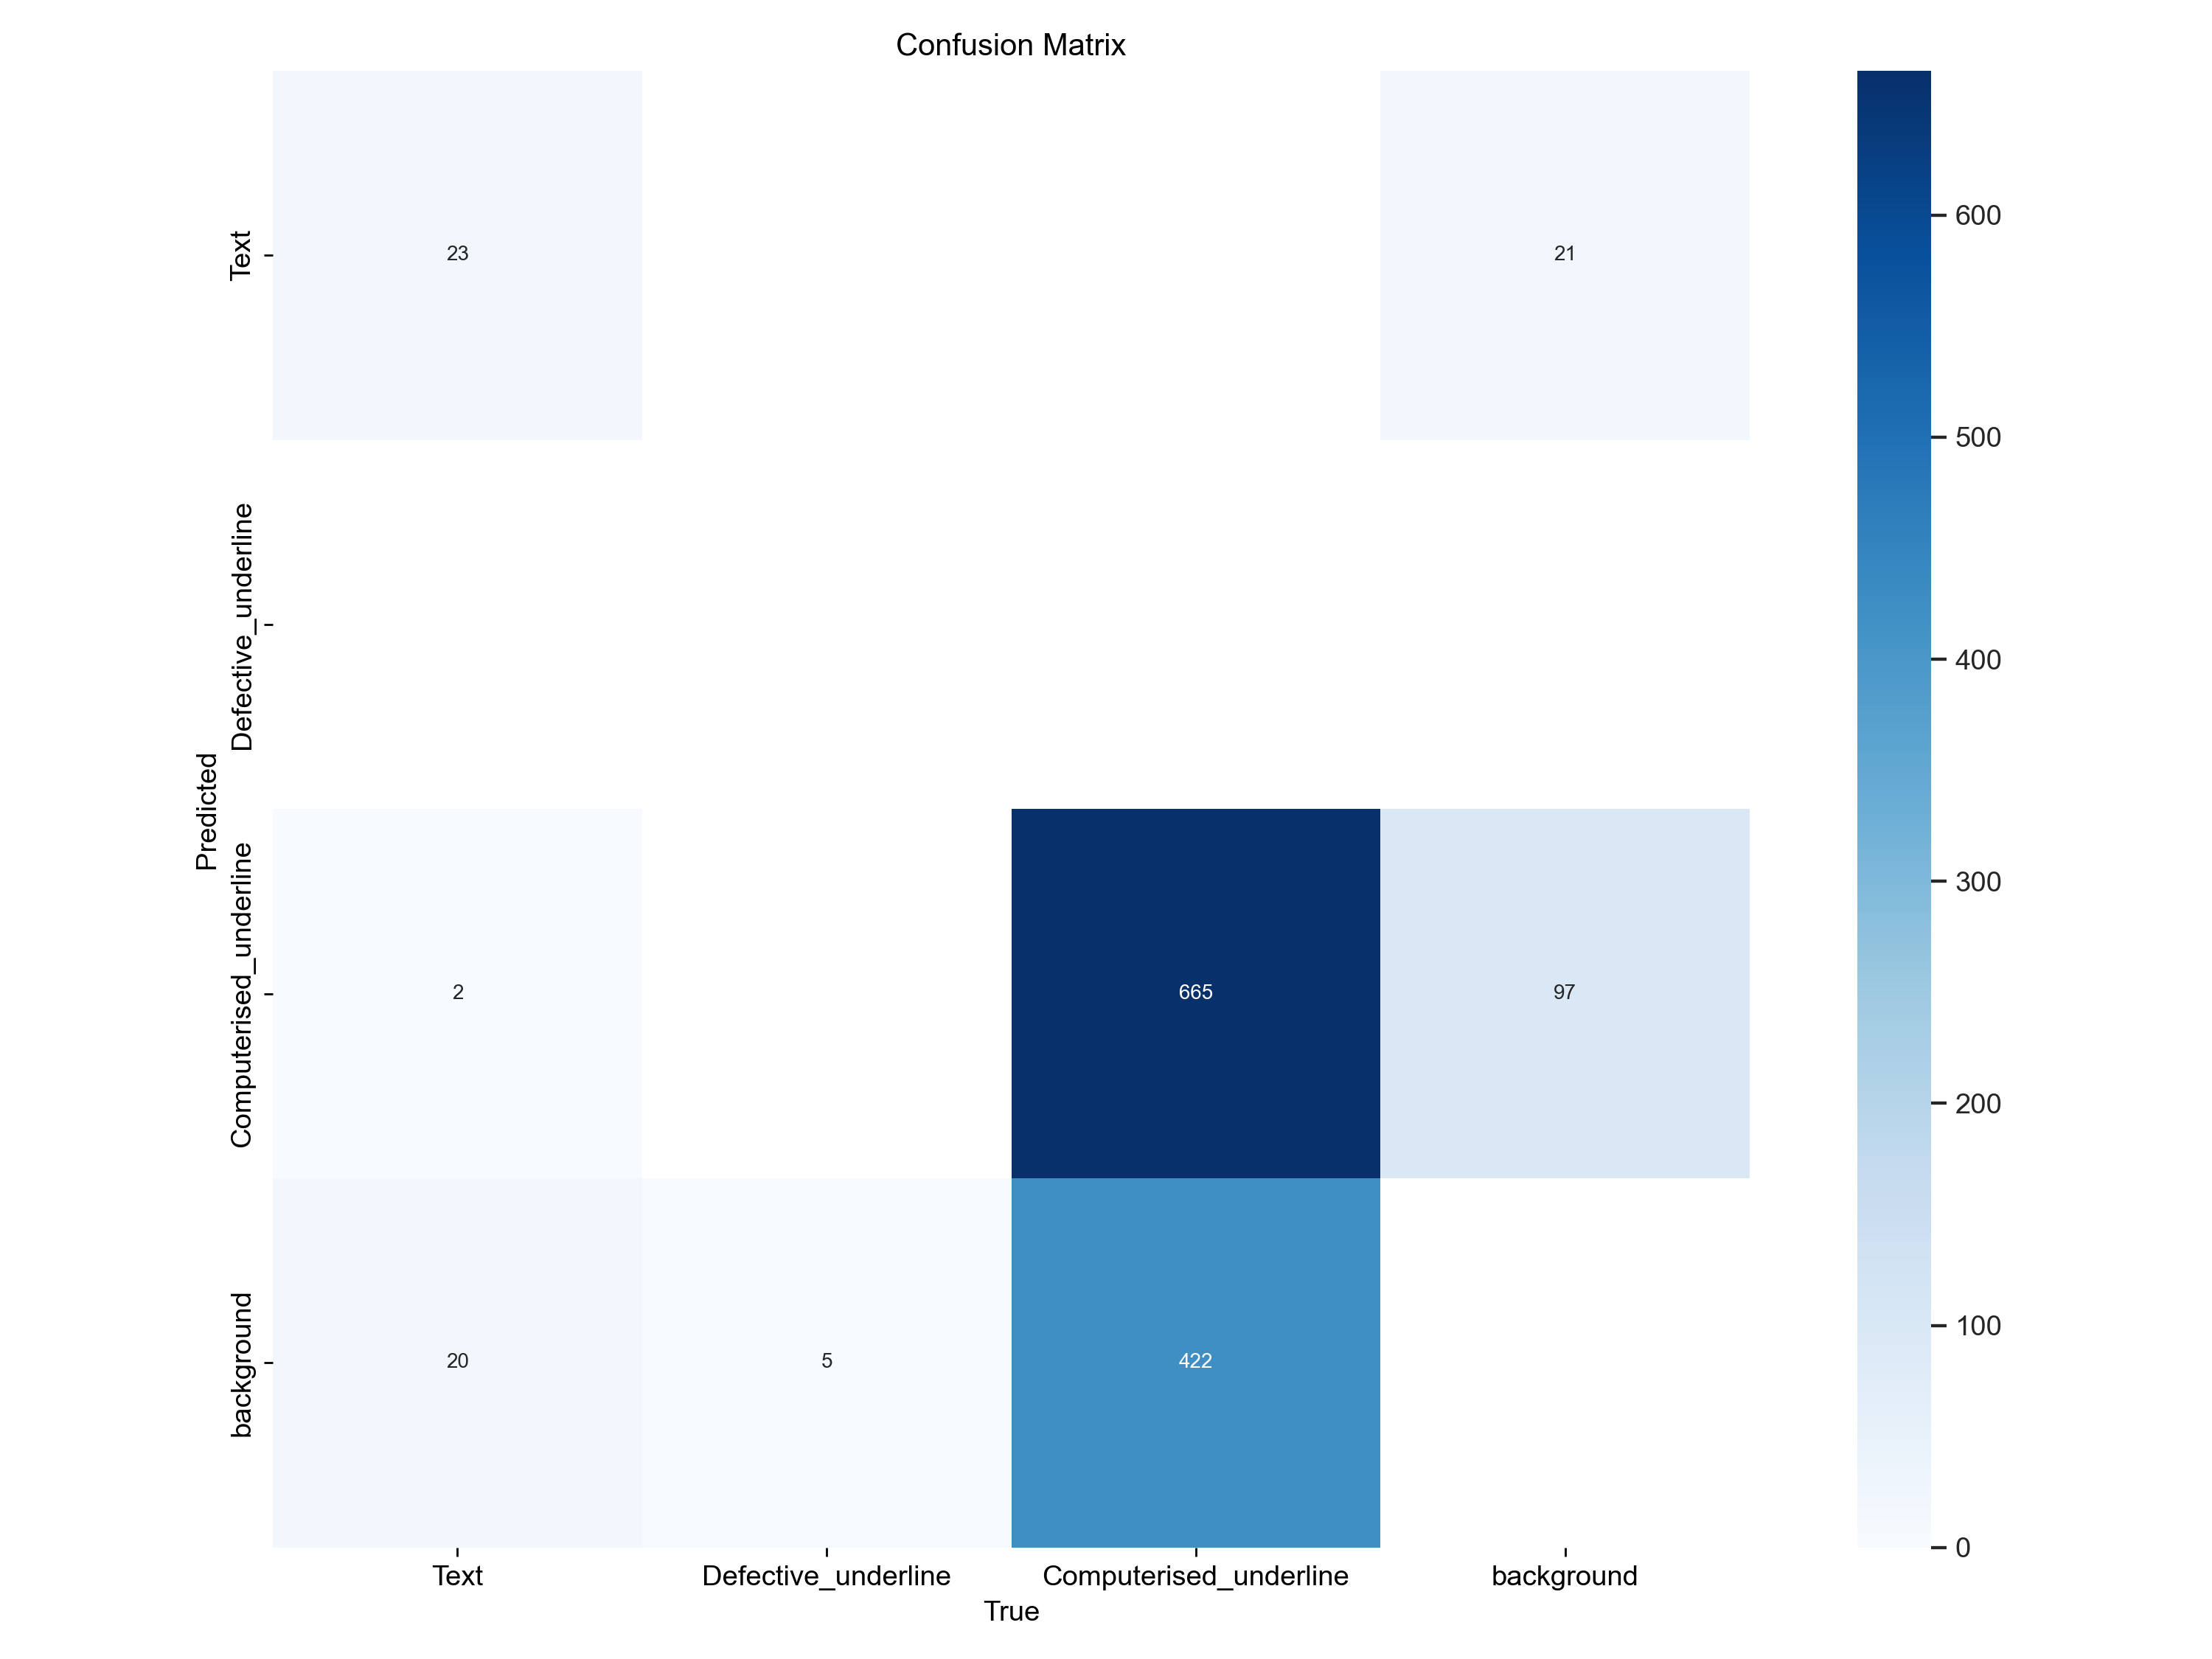 Confusion Matrix
Text
23
21
600
500
Defective_underline
400
Predicted
300
Computerised_underline
2
665
97
200
100
background
20
5
422
0
Text
Defective_underline
Computerised_underline
background
True